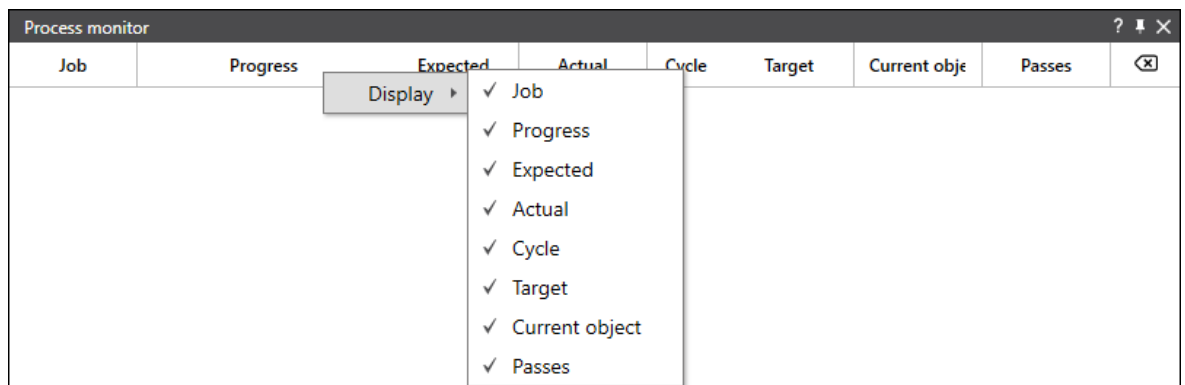 Process monitor ?
Job Progress Expected Actual Cycle Target Current obje Passes
Display
Job
Progress
Expected
Actual
Cycle
Target
Current object
Passes